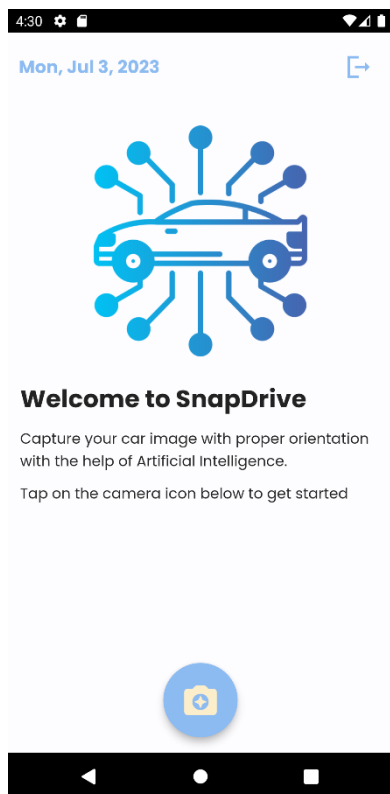 4:30
Mon, Jul 3, 2023
Welcome to SnapDrive
Capture your car image with proper orientation
with the help of Artificial Intelligence.
Tap on the camera icon below to get started